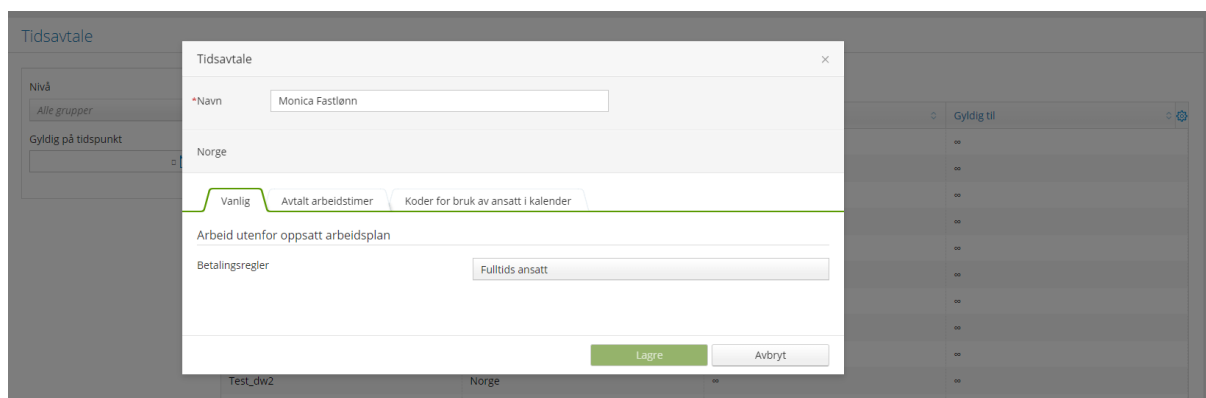 Tidsavtale
Tidsavtale
×
Nivå
*Navn
Monica Fastlønn
Alle grupper
Gyldig til
Gyldig på tidspunkt
∞
Norge
∞
∞
Vanlig
Avtalt arbeidstimer
Koder for bruk av ansatt i kalender
∞
Arbeid utenfor oppsatt arbeidsplan
∞
Betalingsregler
Fulltids ansatt
∞
∞
∞
Lagre
Avbryt
∞
Test_dw2
Norge
∞
∞